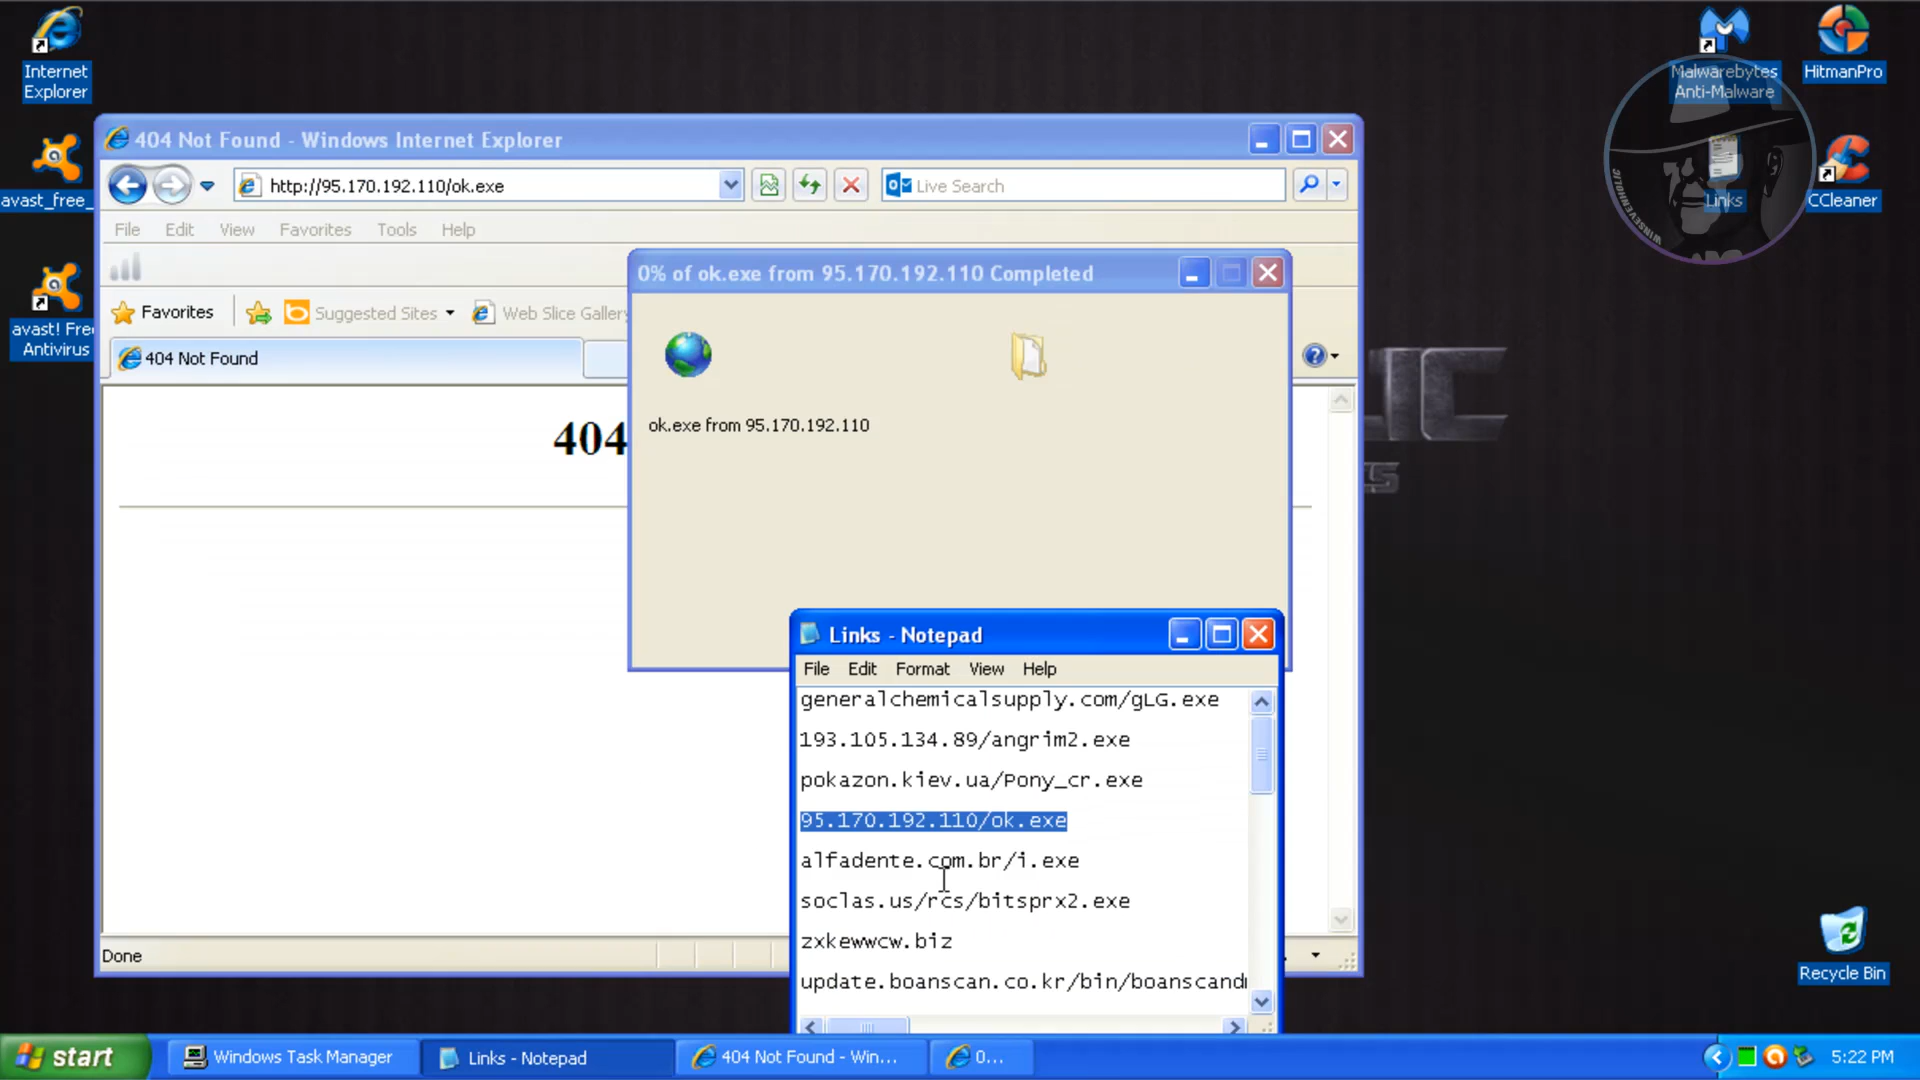 Internet
Explorer
avast_free_
avast! Free
Antivirus
Malwarebytes
Anti-Malware
HitmanPro
Links
CCleaner
WINSEVENHOLIC
404 Not Found - Windows Internet Explorer
http://95.170.192.110/ok.exe
Live Search
File Edit View Favorites Tools Help
Favorites Suggested Sites Web Slice Gallery
404 Not Found
404
Done
0% of ok.exe from 95.170.192.110 Completed
ok.exe from 95.170.192.110
Links - Notepad
File Edit Format View Help
generalchemicalsupply.com/gLG.exe
193.105.134.89/angrim2.exe
pokazon.kiev.ua/Pony_cr.exe
95.170.192.110/ok.exe
alfadente.com.br/i.exe
soclas.us/rcs/bitsprx2.exe
zxkewwcw.biz
update.boanscan.co.kr/bin/boanscand
Recycle Bin
start Windows Task Manager Links - Notepad 404 Not Found - Win... 0... 5:22 PM